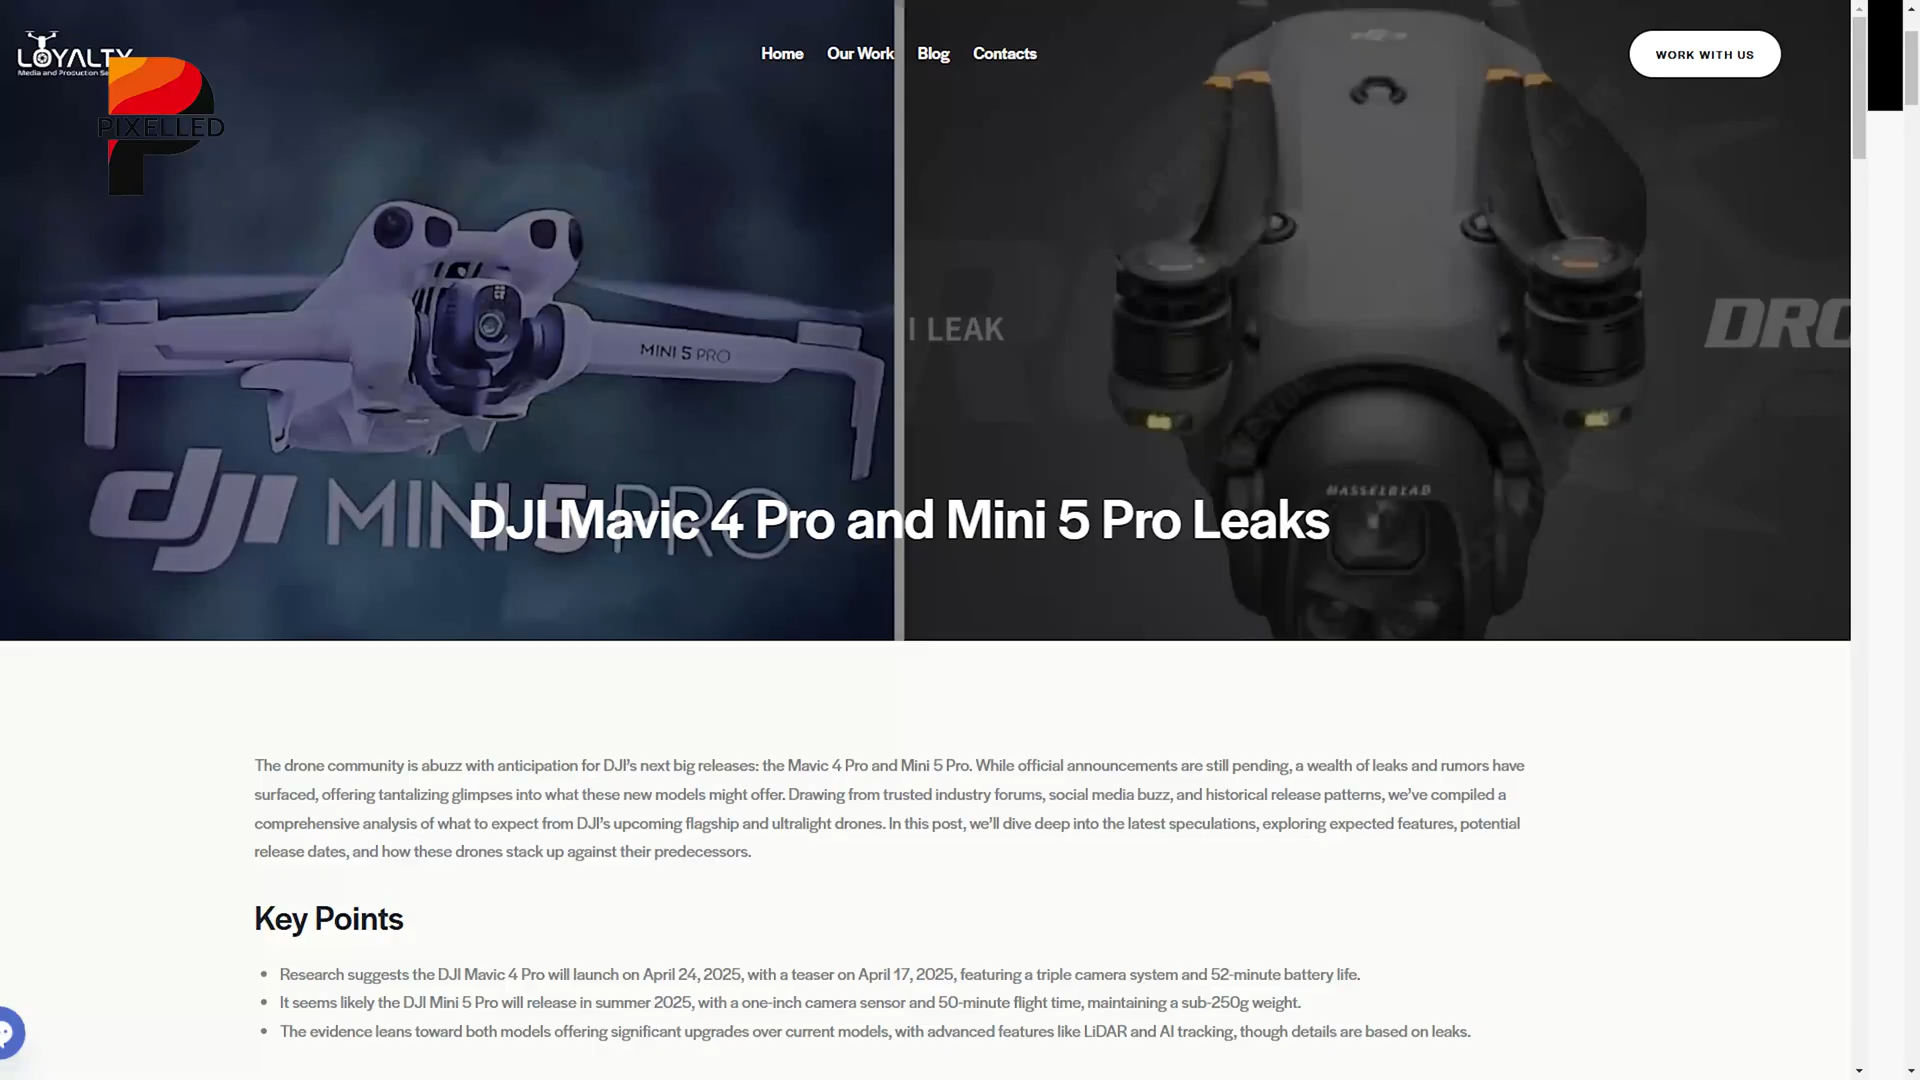 LOYALTY
Media and Production Se
PIXELLED
Home Our Work Blog Contacts
WORK WITH US
MINI 5 PRO
dji MINI 5 PRO
I LEAK
DRO
HASSELBLAD
DJI Mavic 4 Pro and Mini 5 Pro Leaks
The drone community is abuzz with anticipation for DJI’s next big releases: the Mavic 4 Pro and Mini 5 Pro. While official announcements are still pending, a wealth of leaks and rumors have
surfaced, offering tantalizing glimpses into what these new models might offer. Drawing from trusted industry forums, social media buzz, and historical release patterns, we’ve compiled a
comprehensive analysis of what to expect from DJI’s upcoming flagship and ultralight drones. In this post, we’ll dive deep into the latest speculations, exploring expected features, potential
release dates, and how these drones stack up against their predecessors.
Key Points
• Research suggests the DJI Mavic 4 Pro will launch on April 24, 2025, with a teaser on April 17, 2025, featuring a triple camera system and 52-minute battery life.
• It seems likely the DJI Mini 5 Pro will release in summer 2025, with a one-inch camera sensor and 50-minute flight time, maintaining a sub-250g weight.
• The evidence leans toward both models offering significant upgrades over current models, with advanced features like LiDAR and AI tracking, though details are based on leaks.